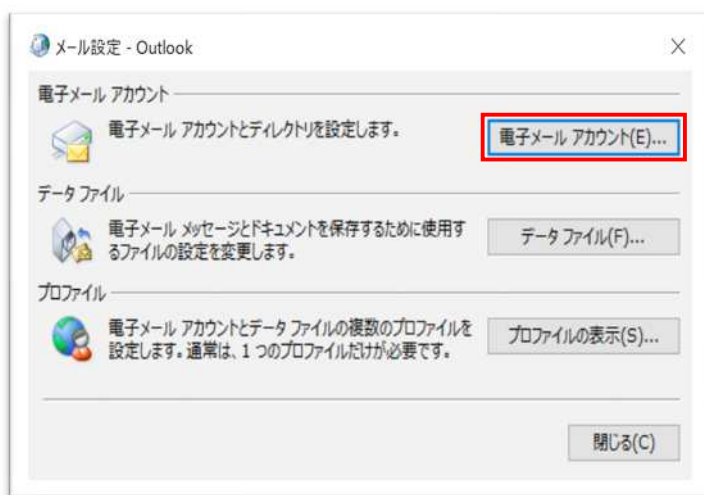 メール設定 - Outlook
電子メール アカウント
電子メール アカウントとディレクトリを設定します。
電子メール アカウント(E)...
データ ファイル
電子メール メッセージとドキュメントを保存するために使用す
るファイルの設定を変更します。
データ ファイル(F)...
プロファイル
電子メール アカウントとデータ ファイルの複数のプロファイルを
設定します。通常は、1 つのプロファイルだけが必要です。
プロファイルの表示(S)...
閉じる(C)